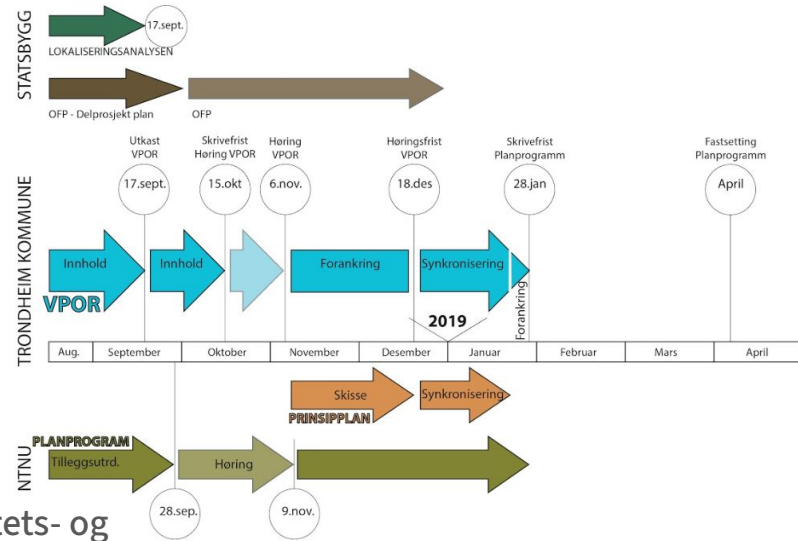 STATSBYGG
17.sept.
LOKALISERINGSANALYSEN
OFP - Delprosjekt plan
OFP
TRONDHEIM KOMMUNE
Utkast
VPOR
Skrivefrist
Høring VPOR
Høring
VPOR
Høringsfrist
VPOR
Skrivefrist
Planprogramm
Fastsetting
Planprogramm
17.sept.
15.okt
6.nov.
18.des
28.jan
April
Innhold
Innhold
Forankring
Synkronisering
Forankring
VPOR
2019
Aug.
September
Oktober
November
Desember
Januar
Februar
Mars
April
Skisse
Synkronisering
PRINSIPPLAN
NTNU
PLANPROGRAM
Tilleggsutrd.
Høring
28.sep.
9.nov.
tets- og